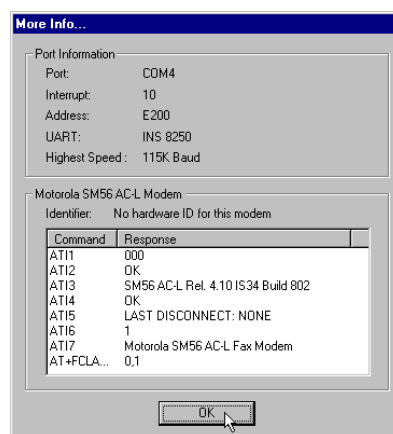 More Info...
Port Information
Port: COM4
Interrupt: 10
Address: E200
UART: INS 8250
Highest Speed : 115K Baud
Motorola SM56 AC-L Modem
Identifier: No hardware ID for this modem
Command Response
ATI1 000
ATI2 OK
ATI3 SM56 AC-L Rel. 4.10 IS34 Build 802
ATI4 OK
ATI5 LAST DISCONNECT: NONE
ATI6 1
ATI7 Motorola SM56 AC-L Fax Modem
AT+FCLA... 0,1
OK